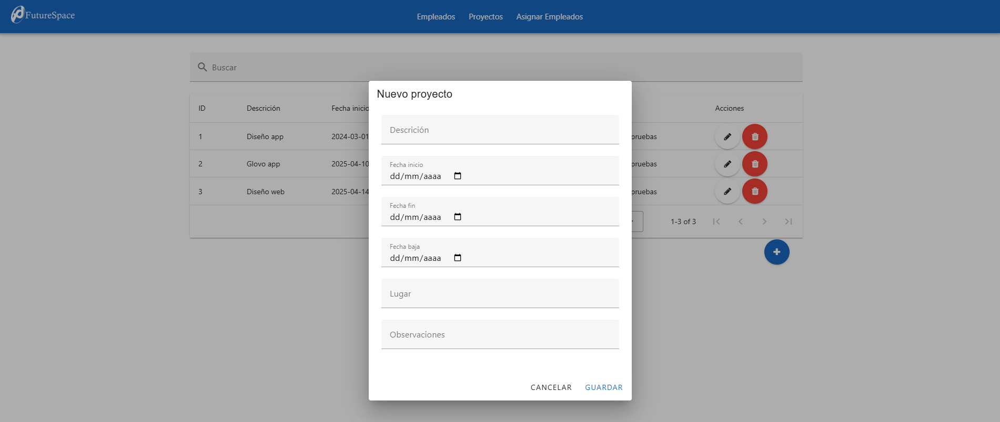 FutureSpace
Empleados Proyectos Asignar Empleados
Buscar
ID Descrición Fecha inicio Acciones
1 Diseño app 2024-03-01 pruebas
2 Glovo app 2025-04-10 pruebas
3 Diseño web 2025-04-14 pruebas
1-3 of 3
Nuevo proyecto
Descrición
Fecha inicio
dd/mm/aaaa
Fecha fin
dd/mm/aaaa
Fecha baja
dd/mm/aaaa
Lugar
Observaciones
CANCELAR GUARDAR